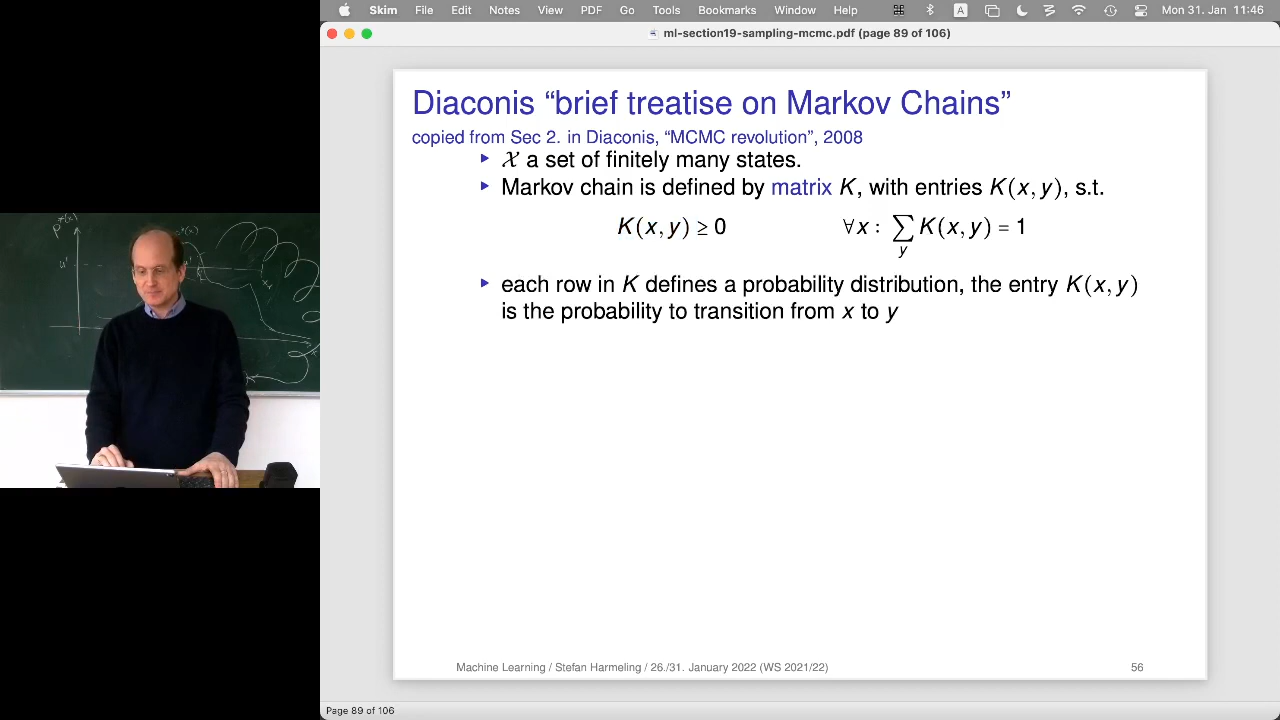 Skim File Edit Notes View PDF Go Tools Bookmarks Window Help A Mon 31. Jan 11:46
ml-section19-sampling-mcmc.pdf (page 89 of 106)
Diaconis “brief treatise on Markov Chains”
copied from Sec 2. in Diaconis, “MCMC revolution”, 2008
▸ 𝒳 a set of finitely many states.
▸ Markov chain is defined by matrix K, with entries K(x, y), s.t.
K(x, y) ≥ 0 ∀x : ∑_y K(x, y) = 1
▸ each row in K defines a probability distribution, the entry K(x, y)
is the probability to transition from x to y
Machine Learning / Stefan Harmeling / 26./31. January 2022 (WS 2021/22) 56
Page 89 of 106